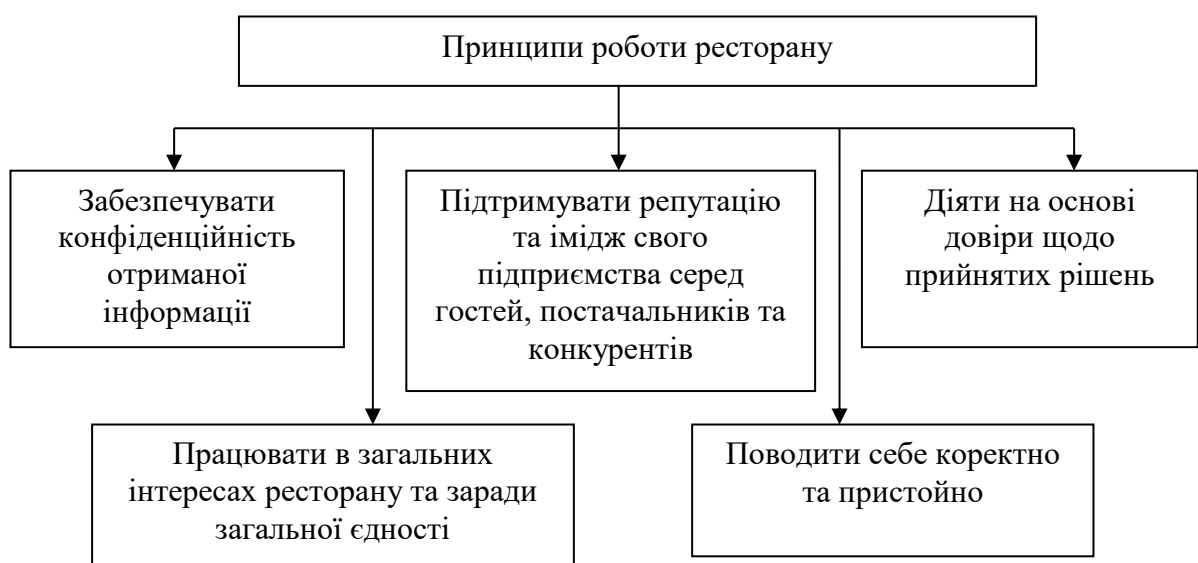 Принципи роботи ресторану
Забезпечувати
конфіденційність
отриманої
інформації
Підтримувати репутацію
та імідж свого
підприємства серед
гостей, постачальників та
конкурентів
Діяти на основі
довіри щодо
прийнятих рішень
Працювати в загальних
інтересах ресторану та заради
загальної єдності
Поводити себе коректно
та пристойно